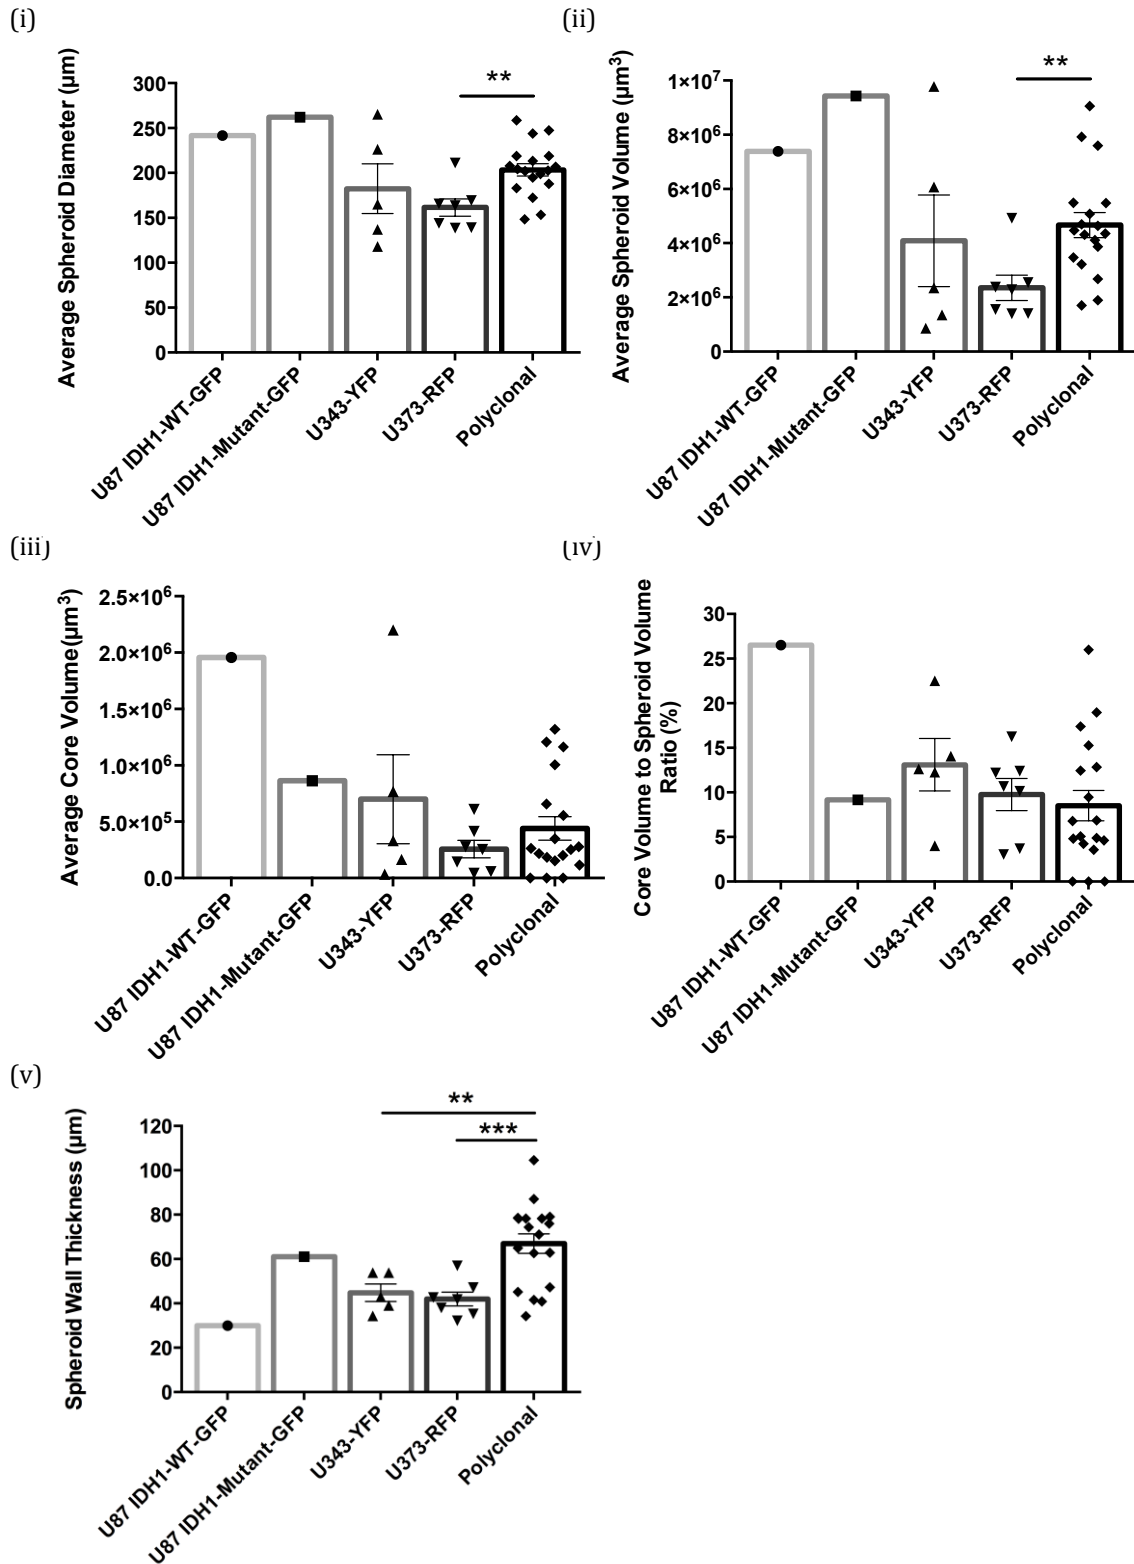 (i)
Average Spheroid Diameter (µm)
300
250
200
150
100
50
0
**
U87 IDH1-WT-GFP
U87 IDH1-Mutant-GFP
U343-YFP
U373-RFP
Polyclonal
(ii)
Average Spheroid Volume (µm³)
1×10⁷
8×10⁶
6×10⁶
4×10⁶
2×10⁶
0
**
U87 IDH1-WT-GFP
U87 IDH1-Mutant-GFP
U343-YFP
U373-RFP
Polyclonal
(iii)
Average Core Volume(µm³)
2.5×10⁶
2.0×10⁶
1.5×10⁶
1.0×10⁶
5.0×10⁵
0.0
U87 IDH1-WT-GFP
U87 IDH1-Mutant-GFP
U343-YFP
U373-RFP
Polyclonal
(iv)
Core Volume to Spheroid Volume
Ratio (%)
30
25
20
15
10
5
0
U87 IDH1-WT-GFP
U87 IDH1-Mutant-GFP
U343-YFP
U373-RFP
Polyclonal
(v)
Spheroid Wall Thickness (µm)
120
100
80
60
40
20
0
**
***
U87 IDH1-WT-GFP
U87 IDH1-Mutant-GFP
U343-YFP
U373-RFP
Polyclonal